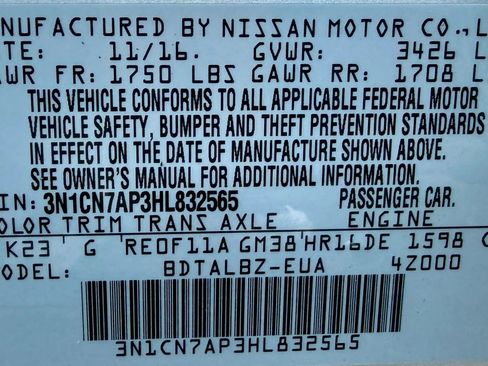 NUFACTURED BY NISSAN MOTOR CO.,L
TE: 11/16. GVWR: 3426 L
AWR FR: 1750 LBS GAWR RR: 1708 L
THIS VEHICLE CONFORMS TO ALL APPLICABLE FEDERAL MOTOR
VEHICLE SAFETY, BUMPER AND THEFT PREVENTION STANDARDS
IN EFFECT ON THE DATE OF MANUFACTURE SHOWN ABOVE.
SEE OWNER'S MANUAL FOR ADDITIONAL INFORMATION.
IN: 3N1CN7AP3HL832565 PASSENGER CAR.
OLOR TRIM TRANS AXLE ENGINE
K23 G RE0F11A GM38 HR16DE 1598 C
ODEL: BDTALBZ-EUA 4Z000
3N1CN7AP3HL832565